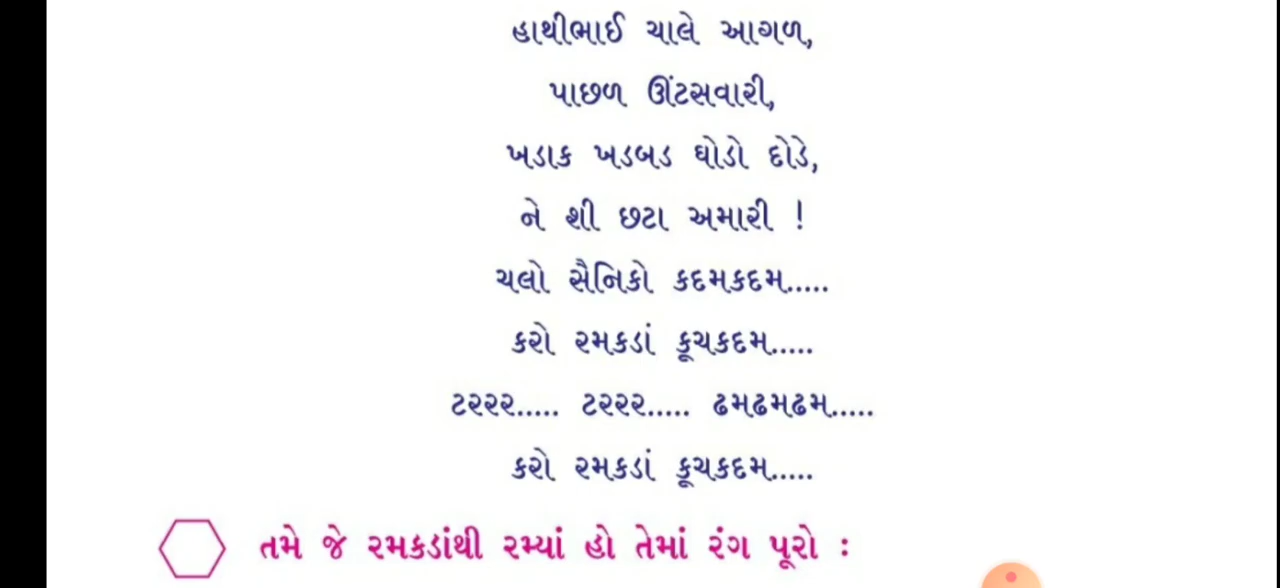 હાથીભાઈ ચાલે આગળ,
પાછળ ઊંટસવારી,
ખડાક ખડબડ ઘોડો દોડે,
ને શી છટા અમારી !
ચલો સૈનિકો કદમકદમ.....
કરો રમકડાં કૂચકદમ.....
ટરરર..... ટરરર..... ઢમઢમઢમ.....
કરો રમકડાં કૂચકદમ.....
તમે જે રમકડાંથી રમ્યાં હો તેમાં રંગ પૂરો :